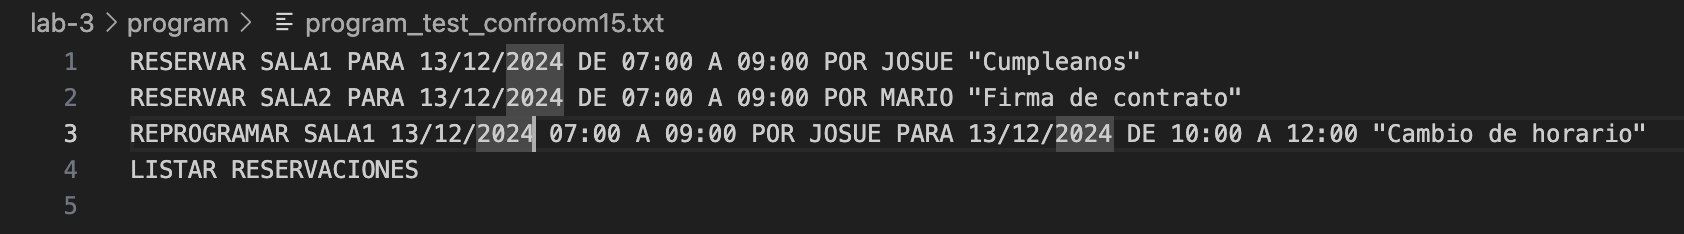 lab-3 > program > program_test_confroom15.txt
1 RESERVAR SALA1 PARA 13/12/2024 DE 07:00 A 09:00 POR JOSUE "Cumpleanos"
2 RESERVAR SALA2 PARA 13/12/2024 DE 07:00 A 09:00 POR MARIO "Firma de contrato"
3 REPROGRAMAR SALA1 13/12/2024 07:00 A 09:00 POR JOSUE PARA 13/12/2024 DE 10:00 A 12:00 "Cambio de horario"
4 LISTAR RESERVACIONES
5